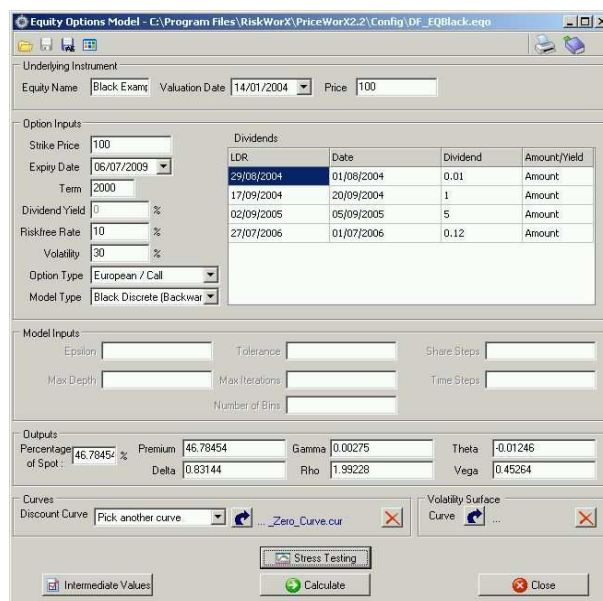 Equity Options Model - C:\Program Files\RiskWorX\PriceWorX2.2\Config\DF_EQBlack.eqo
Underlying Instrument
Equity Name Black Examp Valuation Date 14/01/2004 Price 100
Option Inputs
Strike Price 100
Expiry Date 06/07/2009
Term 2000
Dividend Yield 0 %
Riskfree Rate 10 %
Volatility 30 %
Option Type European / Call
Model Type Black Discrete (Backwar
Dividends
LDR Date Dividend Amount/Yield
29/08/2004 01/08/2004 0.01 Amount
17/09/2004 20/09/2004 1 Amount
02/09/2005 05/09/2005 5 Amount
27/07/2006 01/07/2006 0.12 Amount
Model Inputs
Epsilon Tolerance Share Steps
Max Depth Max Iterations Time Steps
Number of Bins
Outputs
Percentage of Spot : 46.78454 %
Premium 46.78454 Gamma 0.00275 Theta -0.01246
Delta 0.83144 Rho 1.99228 Vega 0.45264
Curves
Discount Curve Pick another curve ... _Zero_Curve.cur
Volatility Surface
Curve ...
Stress Testing
Intermediate Values Calculate Close